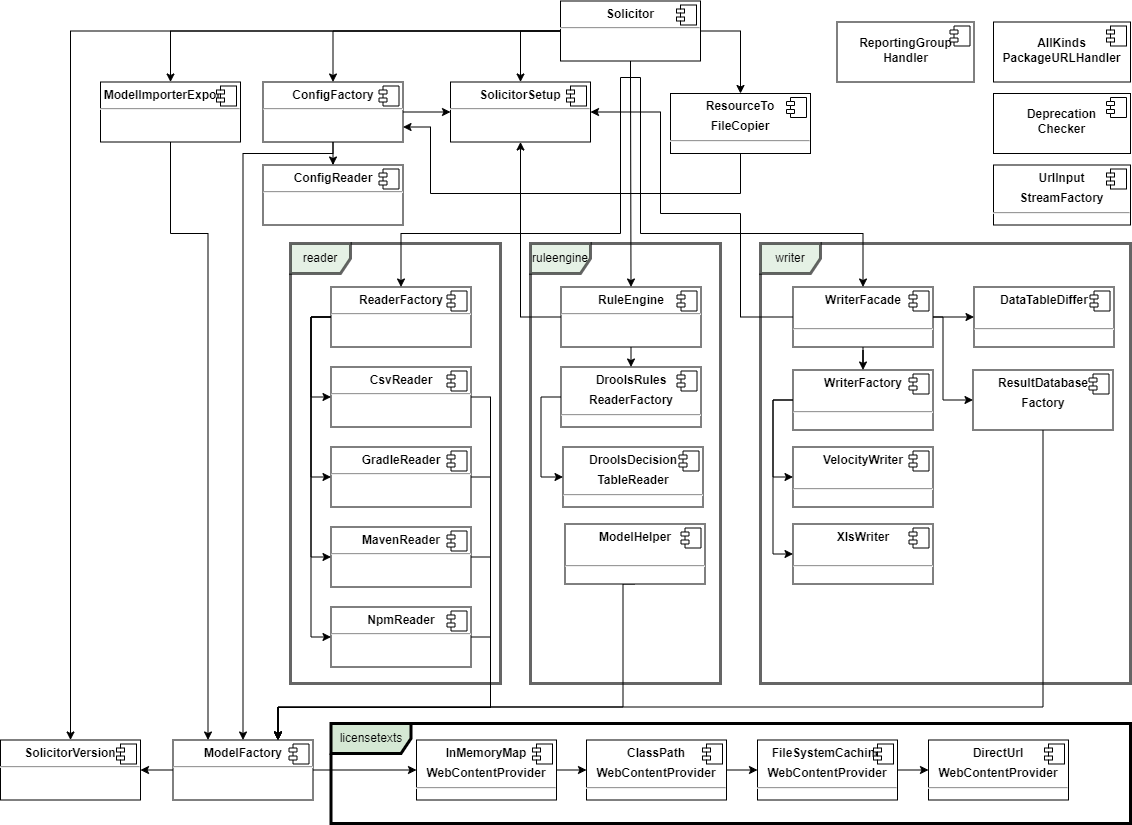 Solicitor
ReportingGroup
Handler
AllKinds
PackageURLHandler
ModelImporterExpo
ConfigFactory
SolicitorSetup
ResourceTo
FileCopier
Deprecation
Checker
ConfigReader
UrlInput
StreamFactory
reader
ruleengine
writer
ReaderFactory
RuleEngine
WriterFacade
DataTableDiffer
CsvReader
DroolsRules
ReaderFactory
WriterFactory
ResultDatabase
Factory
GradleReader
DroolsDecision
TableReader
VelocityWriter
MavenReader
ModelHelper
XlsWriter
NpmReader
licensetexts
SolicitorVersion
ModelFactory
InMemoryMap
WebContentProvider
ClassPath
WebContentProvider
FileSystemCachin
WebContentProvider
DirectUrl
WebContentProvider